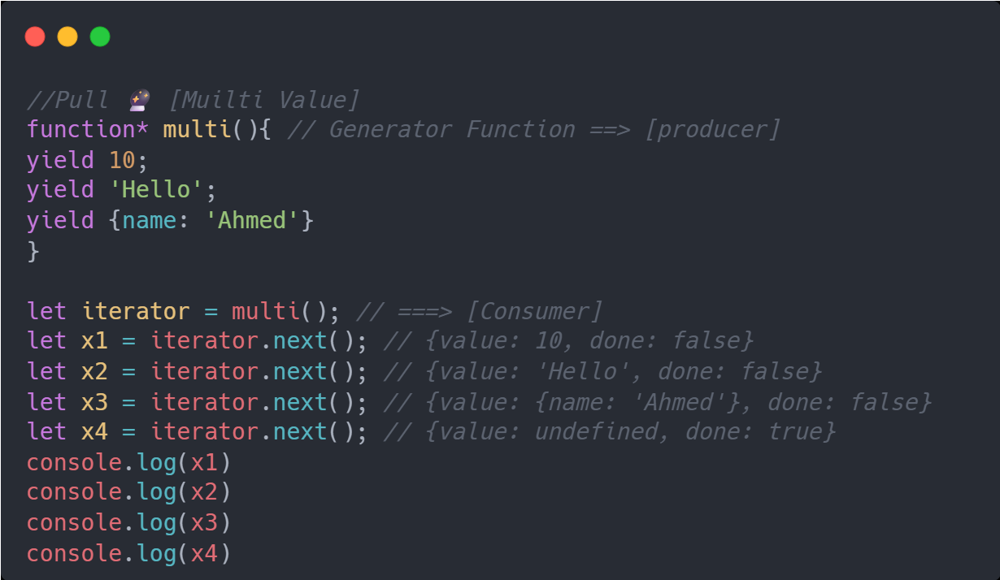 //Pull 🔮 [Muilti Value]
function* multi(){ // Generator Function ==> [producer]
yield 10;
yield 'Hello';
yield {name: 'Ahmed'}
}
let iterator = multi(); // ===> [Consumer]
let x1 = iterator.next(); // {value: 10, done: false}
let x2 = iterator.next(); // {value: 'Hello', done: false}
let x3 = iterator.next(); // {value: {name: 'Ahmed'}, done: false}
let x4 = iterator.next(); // {value: undefined, done: true}
console.log(x1)
console.log(x2)
console.log(x3)
console.log(x4)